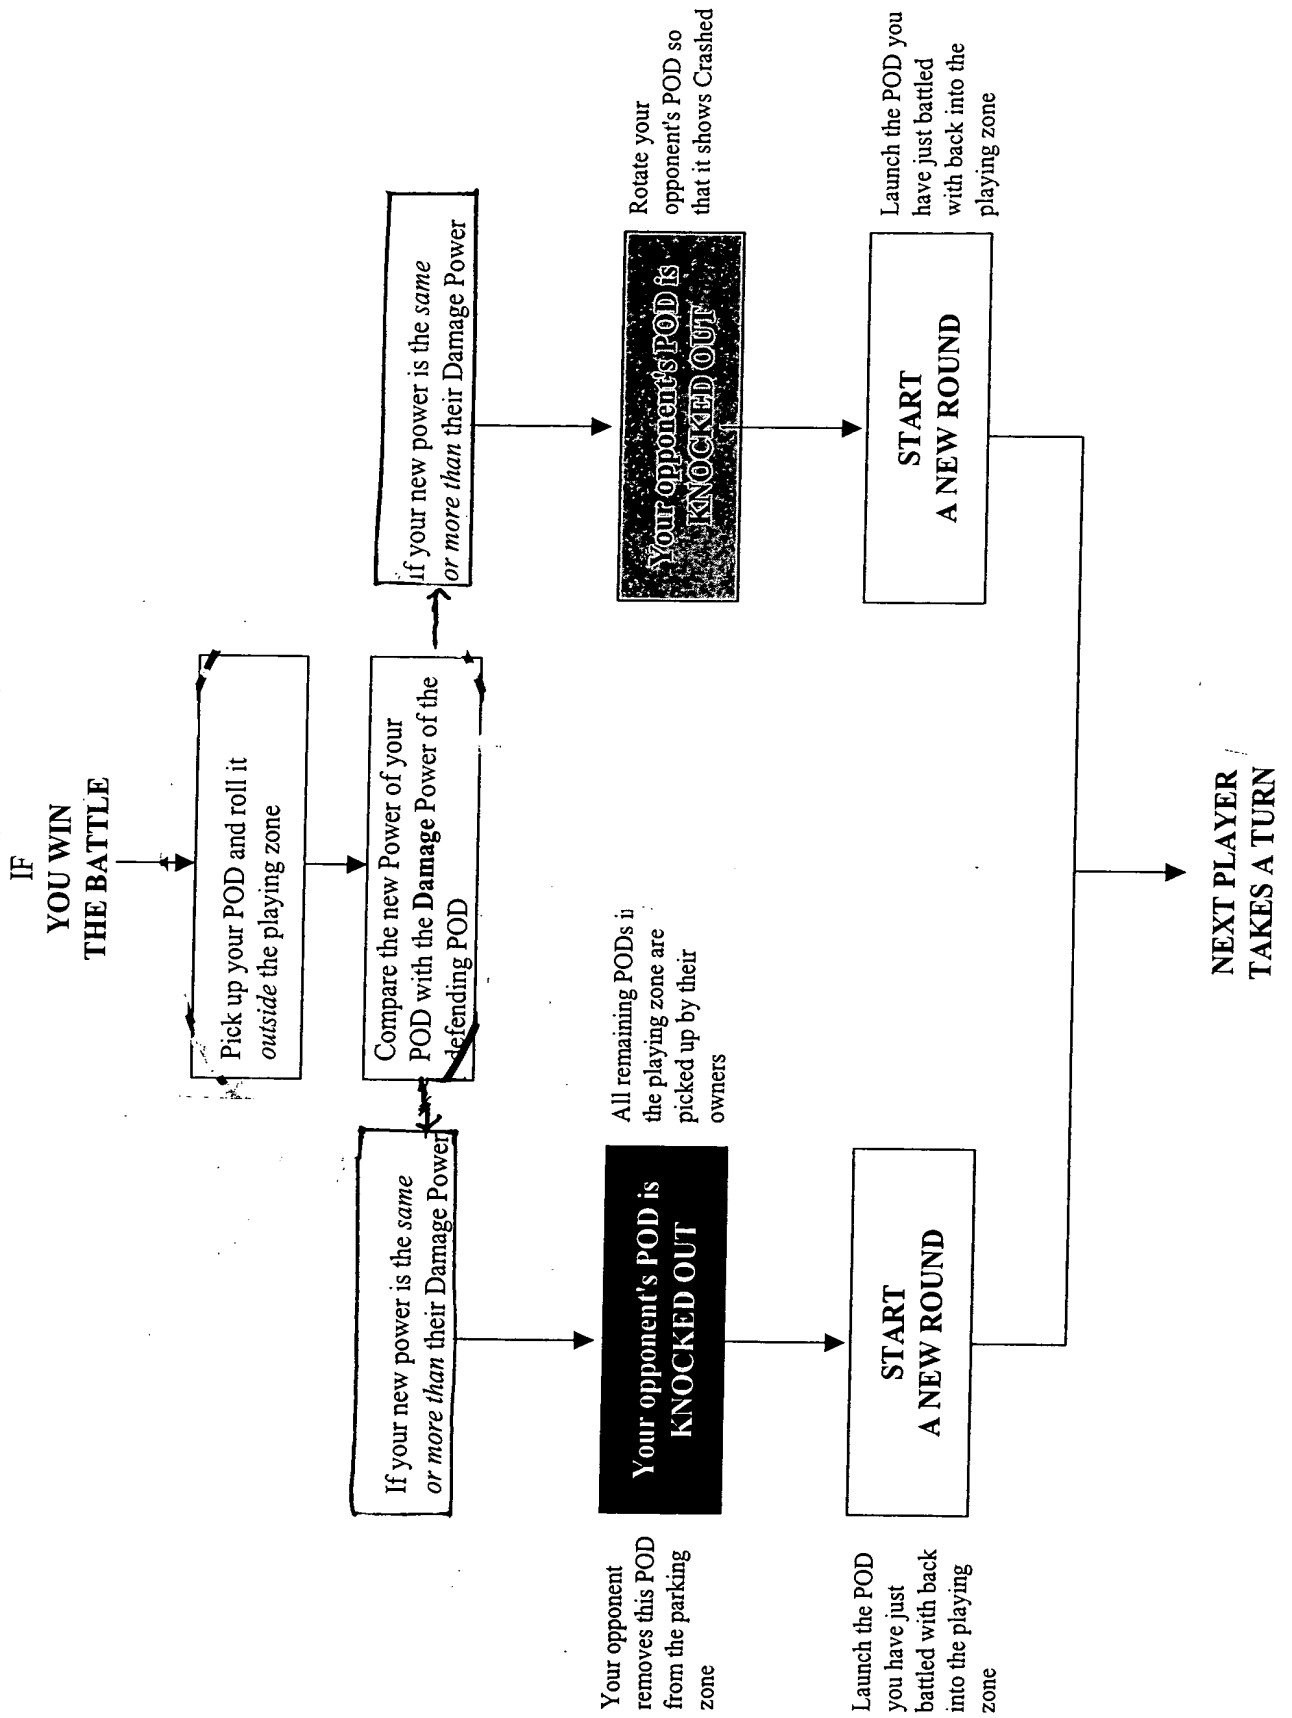 IF
YOU WIN
THE BATTLE
Pick up your POD and roll it
outside the playing zone
Compare the new Power of your
POD with the Damage Power of the
defending POD
If your new power is the same
or more than their Damage Power
if your new power is the same
or more than their Damage Power
Your opponent
removes this POD
from the parking
zone
Your opponent's POD is
KNOCKED OUT
All remaining PODs in
the playing zone are
picked up by their
owners
Your opponent's POD is
KNOCKED OUT
Rotate your
opponent's POD so
that it shows Crashed
Launch the POD
you have just
battled with back
into the playing
zone
START
A NEW ROUND
START
A NEW ROUND
Launch the POD you
have just battled
with back into the
playing zone
NEXT PLAYER
TAKES A TURN